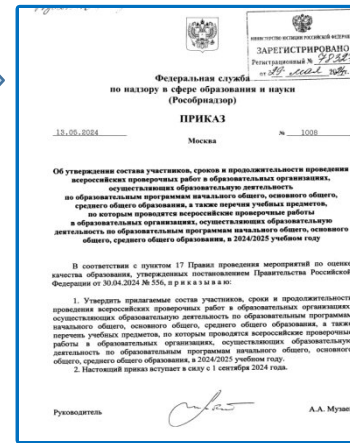 МИНИСТЕРСТВО ЮСТИЦИИ РОССИЙСКОЙ ФЕДЕРАЦИИ
ЗАРЕГИСТРИРОВАНО
Регистрационный №
от мая
Федеральная служба
по надзору в сфере образования и науки
(Рособрнадзор)
ПРИКАЗ
13.05.2024 № 1008
Москва
Об утверждении состава участников, сроков и продолжительности проведения
всероссийских проверочных работ в образовательных организациях,
осуществляющих образовательную деятельность
по образовательным программам начального общего, основного общего,
среднего общего образования, а также перечня учебных предметов,
по которым проводятся всероссийские проверочные работы
в образовательных организациях, осуществляющих образовательную
деятельность по образовательным программам начального общего, основного
общего, среднего общего образования, в 2024/2025 учебном году
В соответствии с пунктом 17 Правил проведения мероприятий по оценке
качества образования, утвержденных постановлением Правительства Российской
Федерации от 30.04.2024 № 556, п р и к а з ы в а ю:
1. Утвердить прилагаемые состав участников, сроки и продолжительность
проведения всероссийских проверочных работ в образовательных организациях,
осуществляющих образовательную деятельность по образовательным программам
начального общего, основного общего, среднего общего образования, а также
перечень учебных предметов, по которым проводятся всероссийские проверочные
работы в образовательных организациях, осуществляющих образовательную
деятельность по образовательным программам начального общего, основного
общего, среднего общего образования, в 2024/2025 учебном году.
2. Настоящий приказ вступает в силу с 1 сентября 2024 года.
Руководитель А.А. Музаев